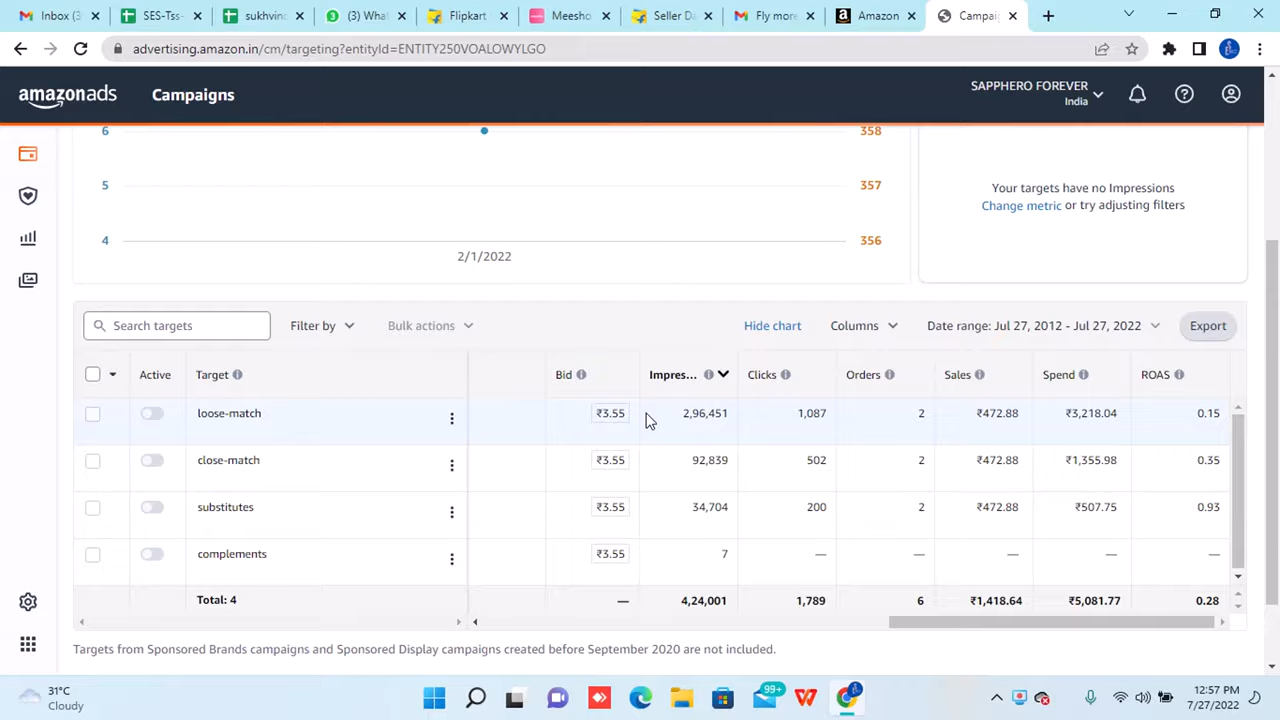 Inbox (3
SES-Tss-
sukhvinc
(3) Wha
Flipkart
Meesho
Seller Da
Fly more
Amazon
Campai
advertising.amazon.in/cm/targeting?entityId=ENTITY250VOALOWYLGO
amazonads Campaigns
SAPPHERO FOREVER
India
6 358
5 357
4 356
2/1/2022
Your targets have no Impressions
Change metric or try adjusting filters
Search targets Filter by Bulk actions Hide chart Columns Date range: Jul 27, 2012 - Jul 27, 2022 Export
Active Target Bid Impres... Clicks Orders Sales Spend ROAS
loose-match ₹3.55 2,96,451 1,087 2 ₹472.88 ₹3,218.04 0.15
close-match ₹3.55 92,839 502 2 ₹472.88 ₹1,355.98 0.35
substitutes ₹3.55 34,704 200 2 ₹472.88 ₹507.75 0.93
complements ₹3.55 7 — — — — —
Total: 4 — 4,24,001 1,789 6 ₹1,418.64 ₹5,081.77 0.28
Targets from Sponsored Brands campaigns and Sponsored Display campaigns created before September 2020 are not included.
31°C
Cloudy
99+
12:57 PM
7/27/2022